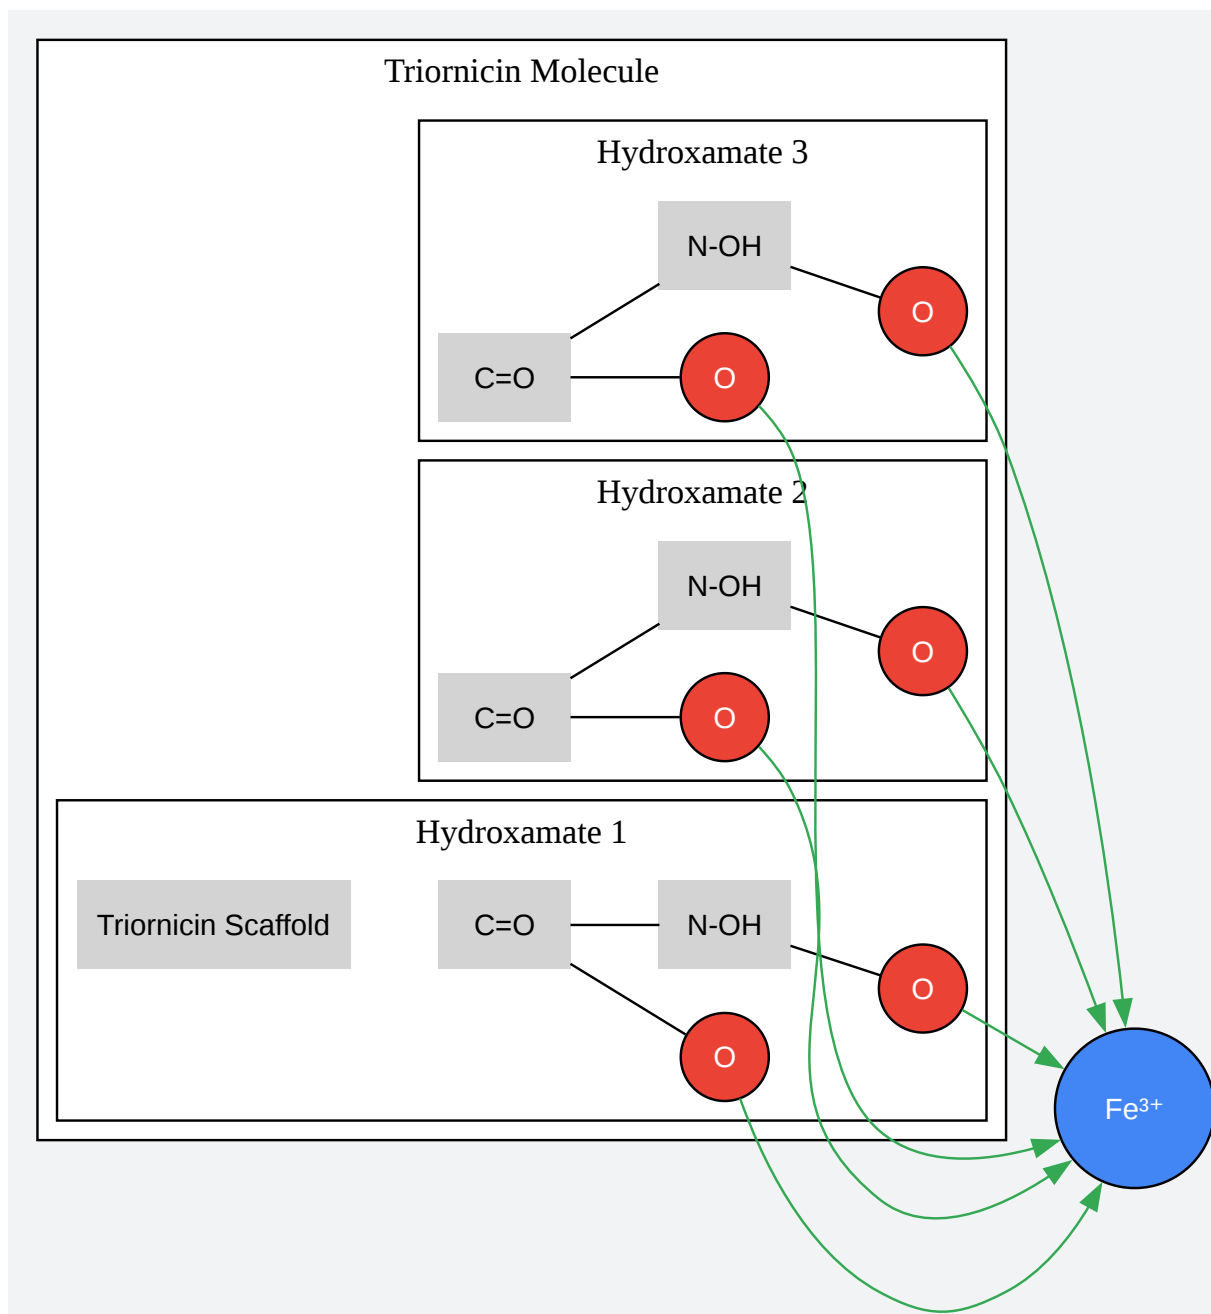 Triornicin Molecule
Hydroxamate 3
N-OH
O
C=O
O
Hydroxamate 2
N-OH
O
C=O
O
Hydroxamate 1
Triornicin Scaffold
C=O
N-OH
O
O
Fe³⁺